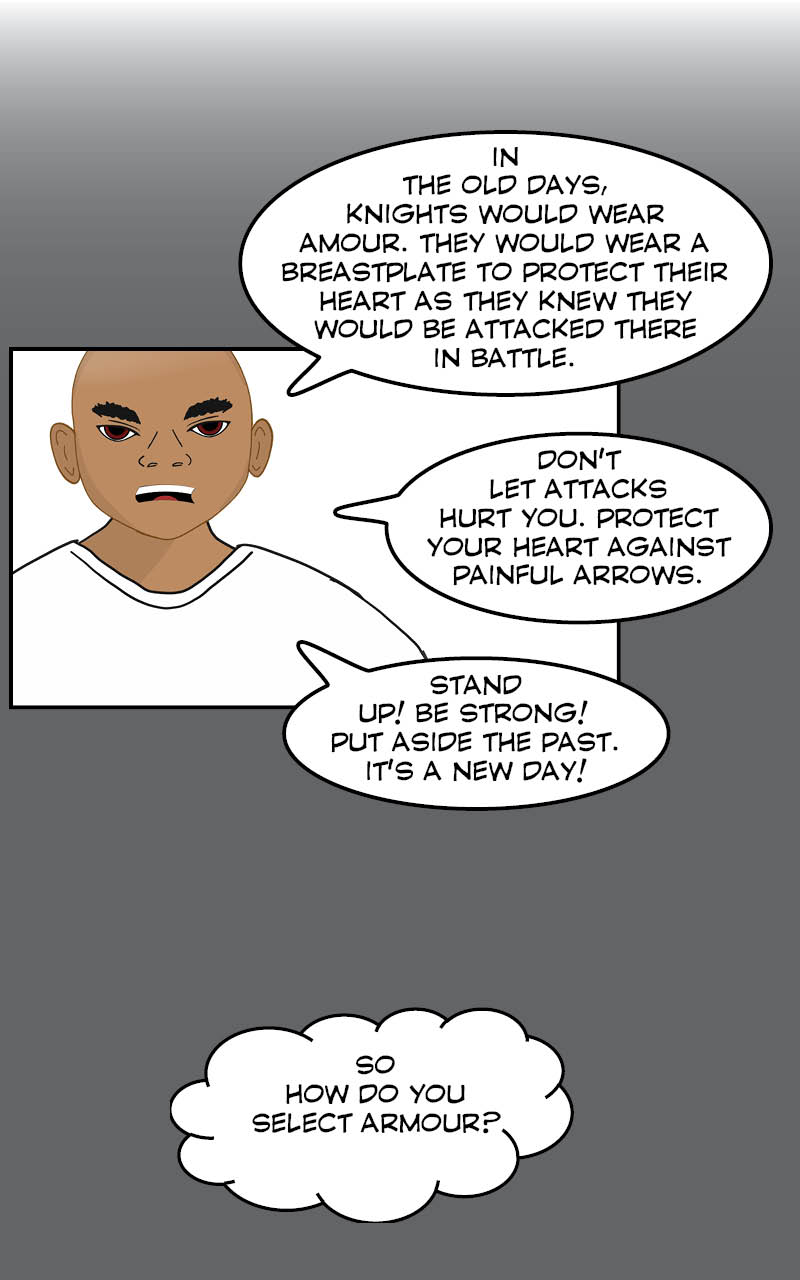 IN
THE OLD DAYS,
KNIGHTS WOULD WEAR
AMOUR. THEY WOULD WEAR A
BREASTPLATE TO PROTECT THEIR
HEART AS THEY KNEW THEY
WOULD BE ATTACKED THERE
IN BATTLE.
DON'T
LET ATTACKS
HURT YOU. PROTECT
YOUR HEART AGAINST
PAINFUL ARROWS.
STAND
UP! BE STRONG!
PUT ASIDE THE PAST.
IT'S A NEW DAY!
SO
HOW DO YOU
SELECT ARMOUR?